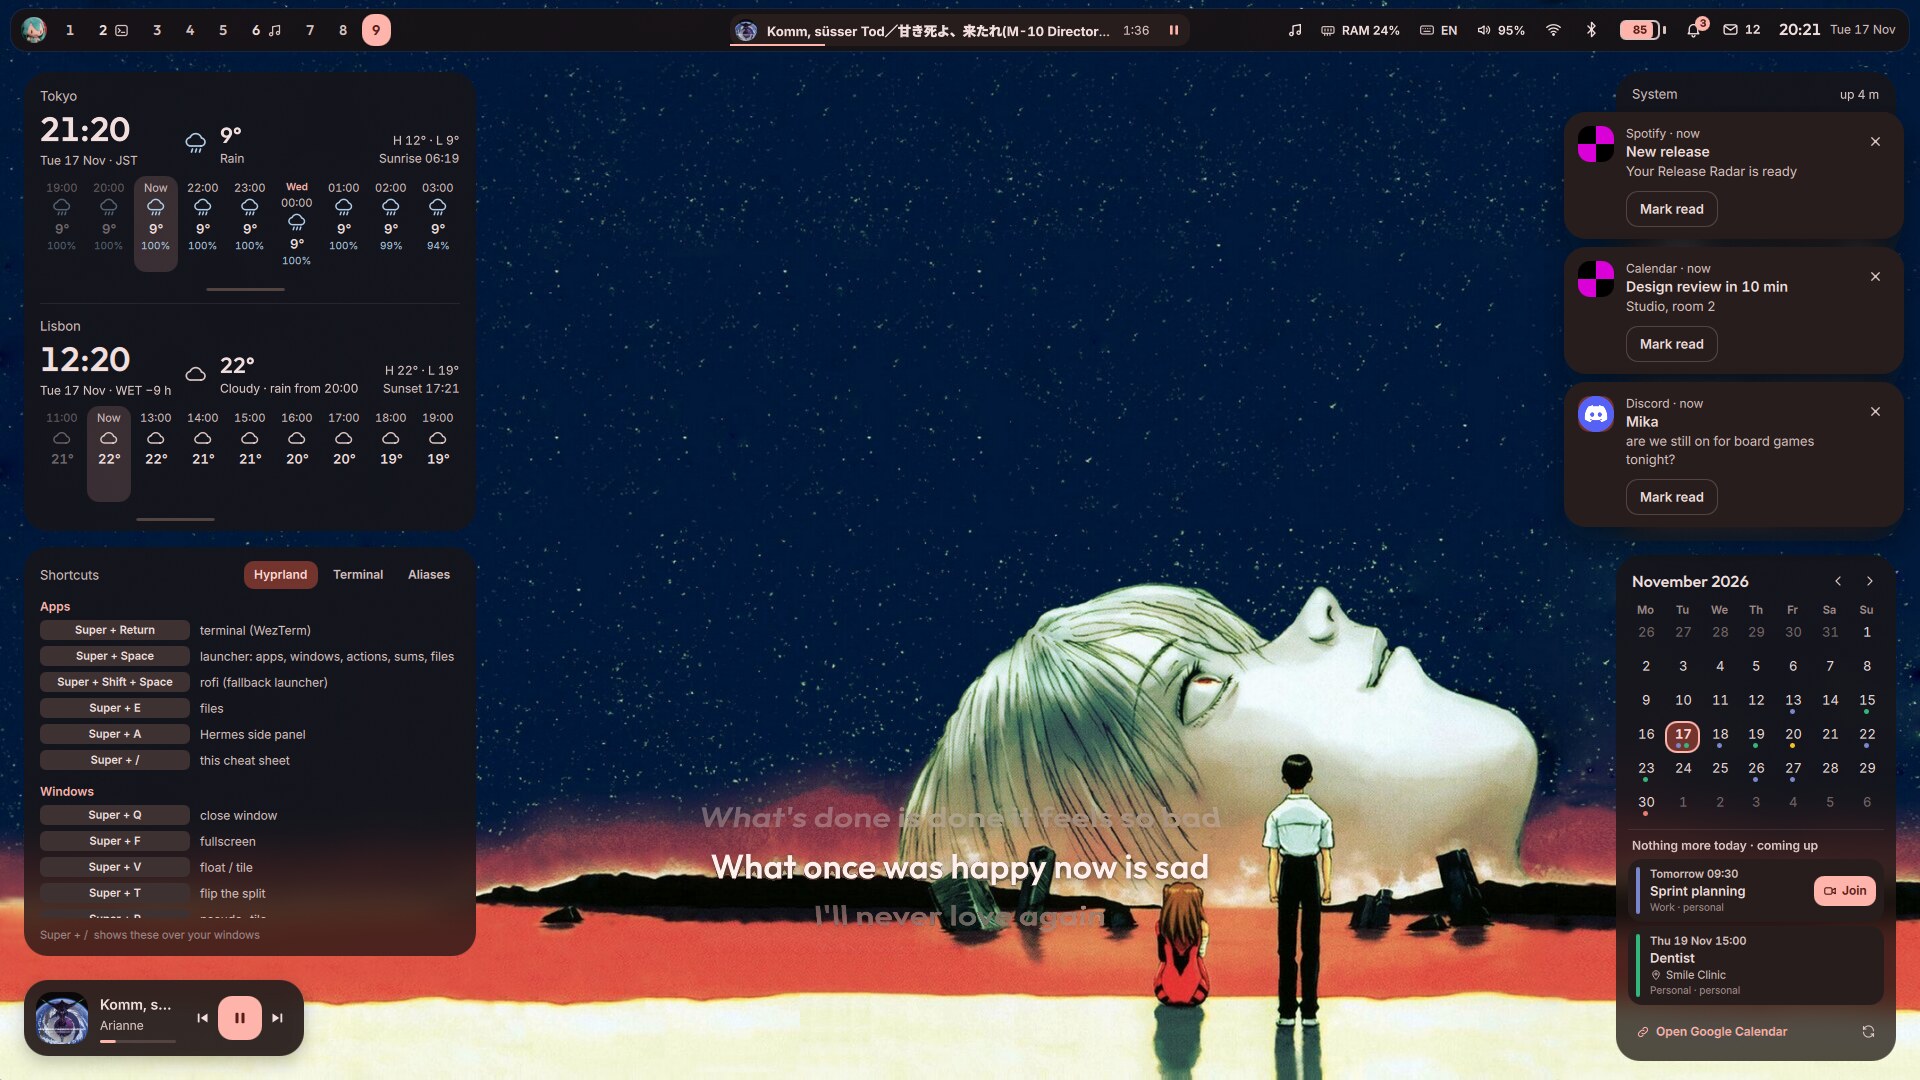 1 2 3 4 5 6 7 8 9
Komm, süsser Tod／甘き死よ、来たれ(M-10 Director... 1:36
RAM 24% EN 95% 85 3 12 20:21 Tue 17 Nov
Tokyo
21:20
9°
Rain
H 12° · L 9°
Tue 17 Nov · JST
Sunrise 06:19
19:00 20:00 Now 22:00 23:00 Wed 00:00 01:00 02:00 03:00
9° 9° 9° 9° 9° 9° 9° 9° 9°
100% 100% 100% 100% 100% 100% 100% 99% 94%
Lisbon
12:20
22°
Cloudy · rain from 20:00
H 22° · L 19°
Tue 17 Nov · WET −9 h
Sunset 17:21
11:00 Now 13:00 14:00 15:00 16:00 17:00 18:00 19:00
21° 22° 22° 21° 21° 20° 20° 19° 19°
Shortcuts Hyprland Terminal Aliases
Apps
Super + Return terminal (WezTerm)
Super + Space launcher: apps, windows, actions, sums, files
Super + Shift + Space rofi (fallback launcher)
Super + E files
Super + A Hermes side panel
Super + / this cheat sheet
Windows
Super + Q close window
Super + F fullscreen
Super + V float / tile
Super + T flip the split
Super + / shows these over your windows
Komm, s...
Arianne
What's done is done it feels so bad
What once was happy now is sad
I'll never love again
System up 4 m
Spotify · now
New release
Your Release Radar is ready
Mark read
Calendar · now
Design review in 10 min
Studio, room 2
Mark read
Discord · now
Mika
are we still on for board games
tonight?
Mark read
November 2026
Mo Tu We Th Fr Sa Su
26 27 28 29 30 31 1
2 3 4 5 6 7 8
9 10 11 12 13 14 15
16 17 18 19 20 21 22
23 24 25 26 27 28 29
30 1 2 3 4 5 6
Nothing more today · coming up
Tomorrow 09:30
Sprint planning
Work · personal
Join
Thu 19 Nov 15:00
Dentist
Smile Clinic
Personal · personal
Open Google Calendar